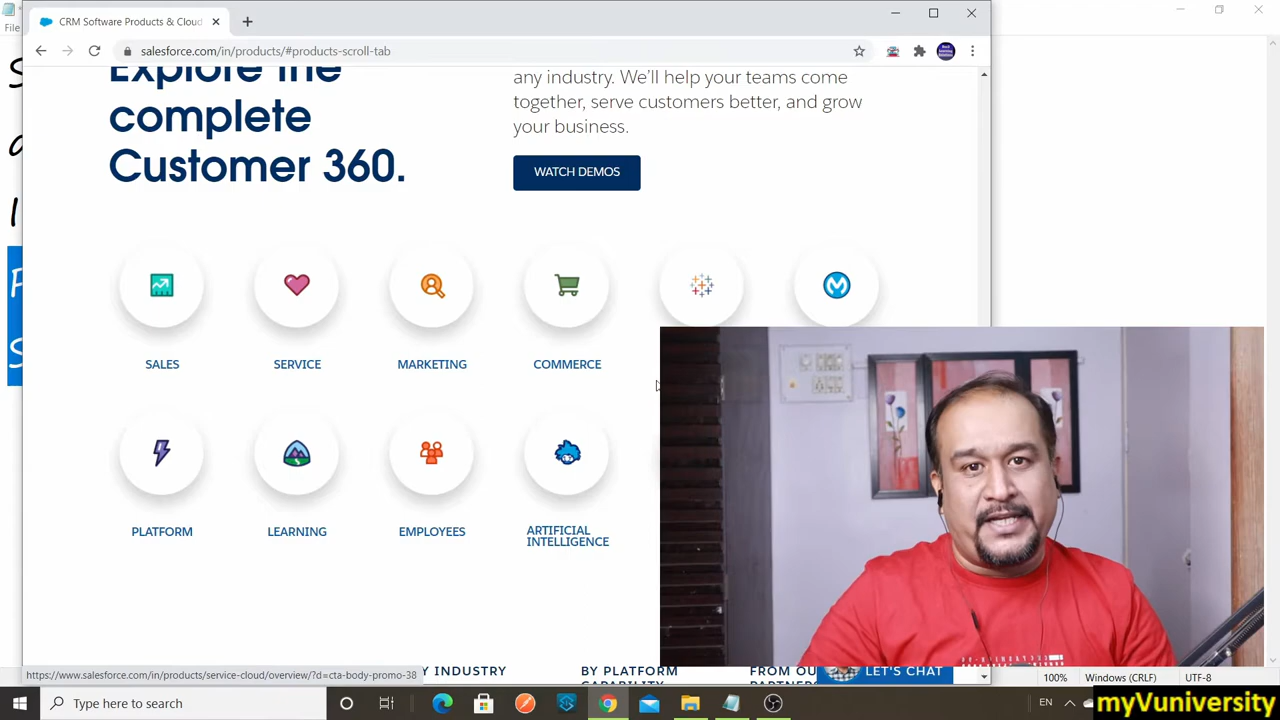 CRM Software Products & Cloud
salesforce.com/in/products/#products-scroll-tab
File
Explore the
complete
Customer 360.
any industry. We'll help your teams come
together, serve customers better, and grow
your business.
WATCH DEMOS
SALES
SERVICE
MARKETING
COMMERCE
PLATFORM
LEARNING
EMPLOYEES
ARTIFICIAL
INTELLIGENCE
INDUSTRY
BY PLATFORM
FROM
LET'S CHAT
https://www.salesforce.com/in/products/service-cloud/overview/?d=cta-body-promo-38
100%
Windows (CRLF)
UTF-8
Type here to search
EN
myVuniversity